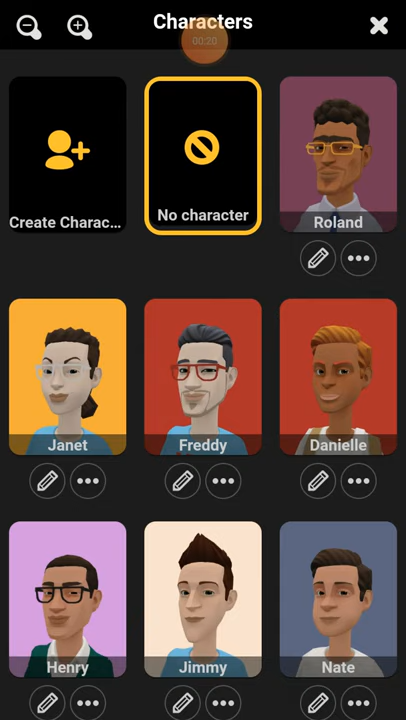 Characters
00:20
Create Charac...
No character
Roland
Janet
Freddy
Danielle
Henry
Jimmy
Nate